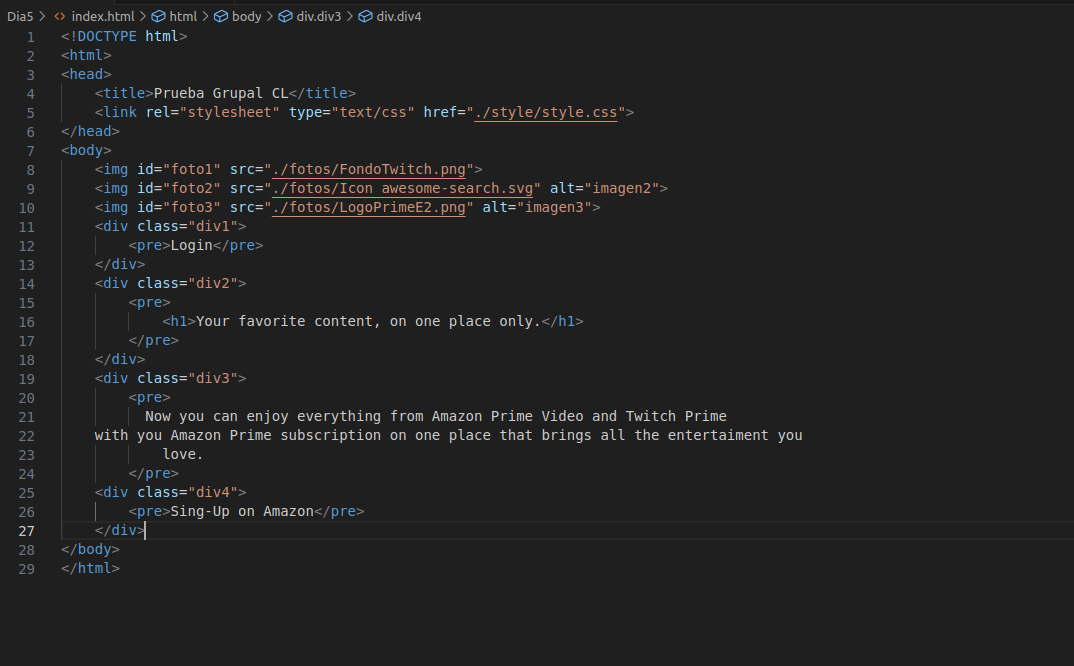 Dia5 > <> index.html > html > body > div.div3 > div.div4
1 <!DOCTYPE html>
2 <html>
3 <head>
4     <title>Prueba Grupal CL</title>
5     <link rel="stylesheet" type="text/css" href="./style/style.css">
6 </head>
7 <body>
8     <img id="foto1" src="./fotos/FondoTwitch.png">
9     <img id="foto2" src="./fotos/Icon awesome-search.svg" alt="imagen2">
10     <img id="foto3" src="./fotos/LogoPrimeE2.png" alt="imagen3">
11     <div class="div1">
12         <pre>Login</pre>
13     </div>
14     <div class="div2">
15         <pre>
16             <h1>Your favorite content, on one place only.</h1>
17         </pre>
18     </div>
19     <div class="div3">
20         <pre>
21           Now you can enjoy everything from Amazon Prime Video and Twitch Prime
22     with you Amazon Prime subscription on one place that brings all the entertaiment you
23             love.
24         </pre>
25     <div class="div4">
26         <pre>Sing-Up on Amazon</pre>
27     </div>
28 </body>
29 </html>